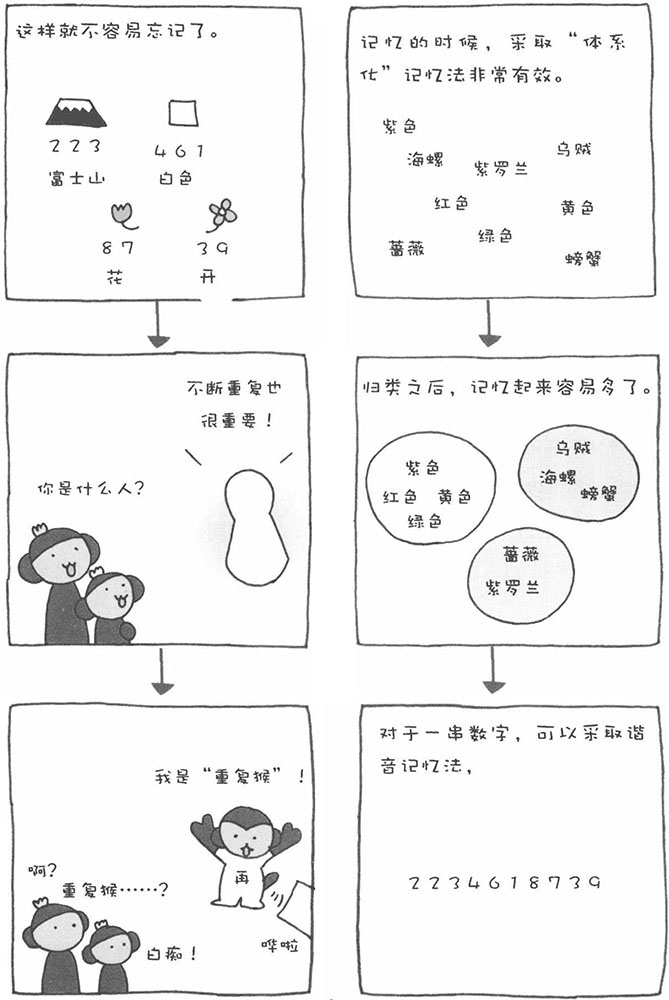 记忆的时候，采取“体系
化”记忆法非常有效。
紫色
海螺
紫罗兰
乌贼
红色
黄色
绿色
蔷薇
螃蟹
归类之后，记忆起来容易多了。
紫色
红色 黄色
绿色
乌贼
海螺
螃蟹
蔷薇
紫罗兰
对于一串数字，可以采取谐
音记忆法，
2234618739
这样就不容易忘记了。
223 461
富士山 白色
87 39
花 开
不断重复也
很重要！
你是什么人？
我是“重复猴”！
再
啊？
重复猴……？
白痴！
哗啦